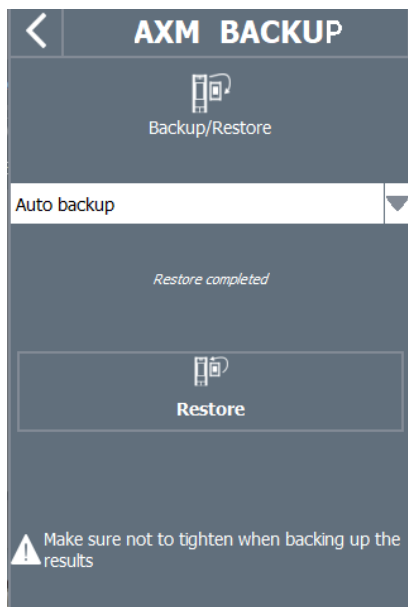 AXM BACKUP
Backup/Restore
Auto backup
Restore completed
Restore
Make sure not to tighten when backing up the
results